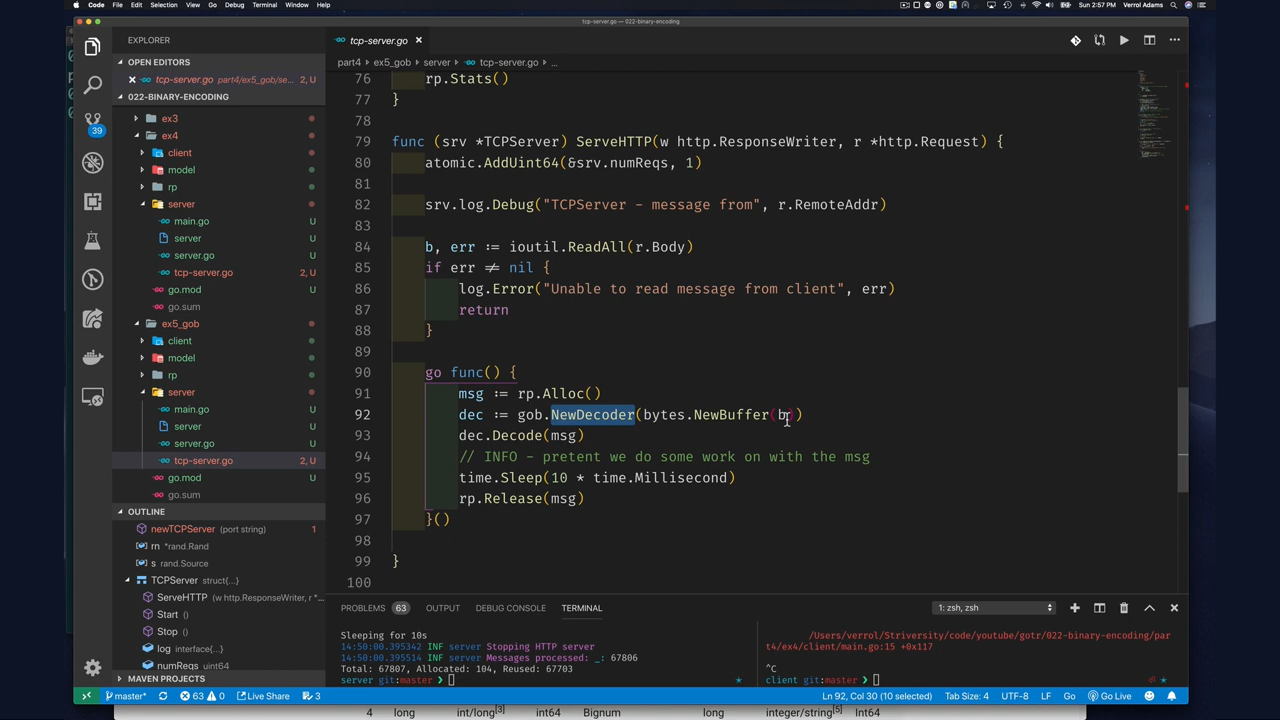 Code File Edit Selection View Go Debug Terminal Window Help
Sun 2:57 PM Verrol Adams
tcp-server.go — 022-binary-encoding
EXPLORER
OPEN EDITORS
tcp-server.go part4/ex5_gob/se... 2, U
022-BINARY-ENCODING
ex3
ex4
client
model
rp
server
main.go U
server U
server.go U
tcp-server.go 2, U
go.mod U
go.sum
ex5_gob
client
model
rp
server
main.go U
server U
server.go U
tcp-server.go 2, U
go.mod U
go.sum
OUTLINE
newTCPServer (port string) 1
rn *rand.Rand
s rand.Source
TCPServer struct{...}
ServeHTTP (w http.ResponseWriter, r *...
Start ()
Stop ()
log interface{...}
numReqs uint64
MAVEN PROJECTS
39
tcp-server.go
part4 > ex5_gob > server > tcp-server.go > ...
76 rp.Stats()
77 }
78
79 func (srv *TCPServer) ServeHTTP(w http.ResponseWriter, r *http.Request) {
80 atomic.AddUint64(&srv.numReqs, 1)
81
82 srv.log.Debug("TCPServer - message from", r.RemoteAddr)
83
84 b, err := ioutil.ReadAll(r.Body)
85 if err ≠ nil {
86 log.Error("Unable to read message from client", err)
87 return
88 }
89
90 go func() {
91 msg := rp.Alloc()
92 dec := gob.NewDecoder(bytes.NewBuffer(b))
93 dec.Decode(msg)
94 // INFO - pretent we do some work on with the msg
95 time.Sleep(10 * time.Millisecond)
96 rp.Release(msg)
97 }()
98
99 }
100
PROBLEMS 63 OUTPUT DEBUG CONSOLE TERMINAL 1: zsh, zsh
Sleeping for 10s
14:50:00.395342 INF server Stopping HTTP server
14:50:00.395514 INF server Messages processed: _: 67806
Total: 67807, Allocated: 104, Reused: 67703
server git:master ❯
/Users/verrol/Striversity/code/youtube/gotr/022-binary-encoding/pa
rt4/ex4/client/main.go:15 +0x117
^C
client git:master ❯
master* 63 0 Live Share 3 Ln 92, Col 30 (10 selected) Tab Size: 4 UTF-8 LF Go Go Live
4 long int/long[3] int64 Bignum long integer/string[5] Int64